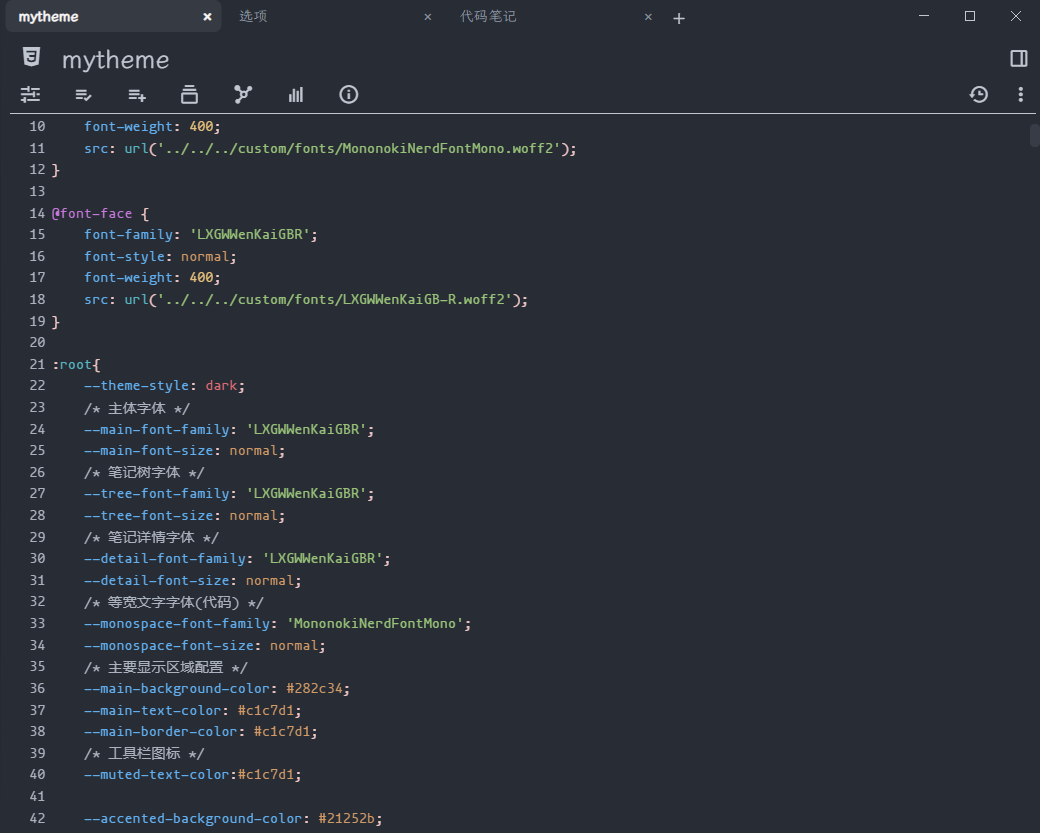 mytheme
选项
代码笔记
mytheme
10 font-weight: 400;
11 src: url('../../../custom/fonts/MononokiNerdFontMono.woff2');
12 }
13
14 @font-face {
15 font-family: 'LXGWWenKaiGBR';
16 font-style: normal;
17 font-weight: 400;
18 src: url('../../../custom/fonts/LXGWWenKaiGB-R.woff2');
19 }
20
21 :root{
22 --theme-style: dark;
23 /* 主体字体 */
24 --main-font-family: 'LXGWWenKaiGBR';
25 --main-font-size: normal;
26 /* 笔记树字体 */
27 --tree-font-family: 'LXGWWenKaiGBR';
28 --tree-font-size: normal;
29 /* 笔记详情字体 */
30 --detail-font-family: 'LXGWWenKaiGBR';
31 --detail-font-size: normal;
32 /* 等宽文字字体(代码) */
33 --monospace-font-family: 'MononokiNerdFontMono';
34 --monospace-font-size: normal;
35 /* 主要显示区域配置 */
36 --main-background-color: #282c34;
37 --main-text-color: #c1c7d1;
38 --main-border-color: #c1c7d1;
39 /* 工具栏图标 */
40 --muted-text-color:#c1c7d1;
41
42 --accented-background-color: #21252b;